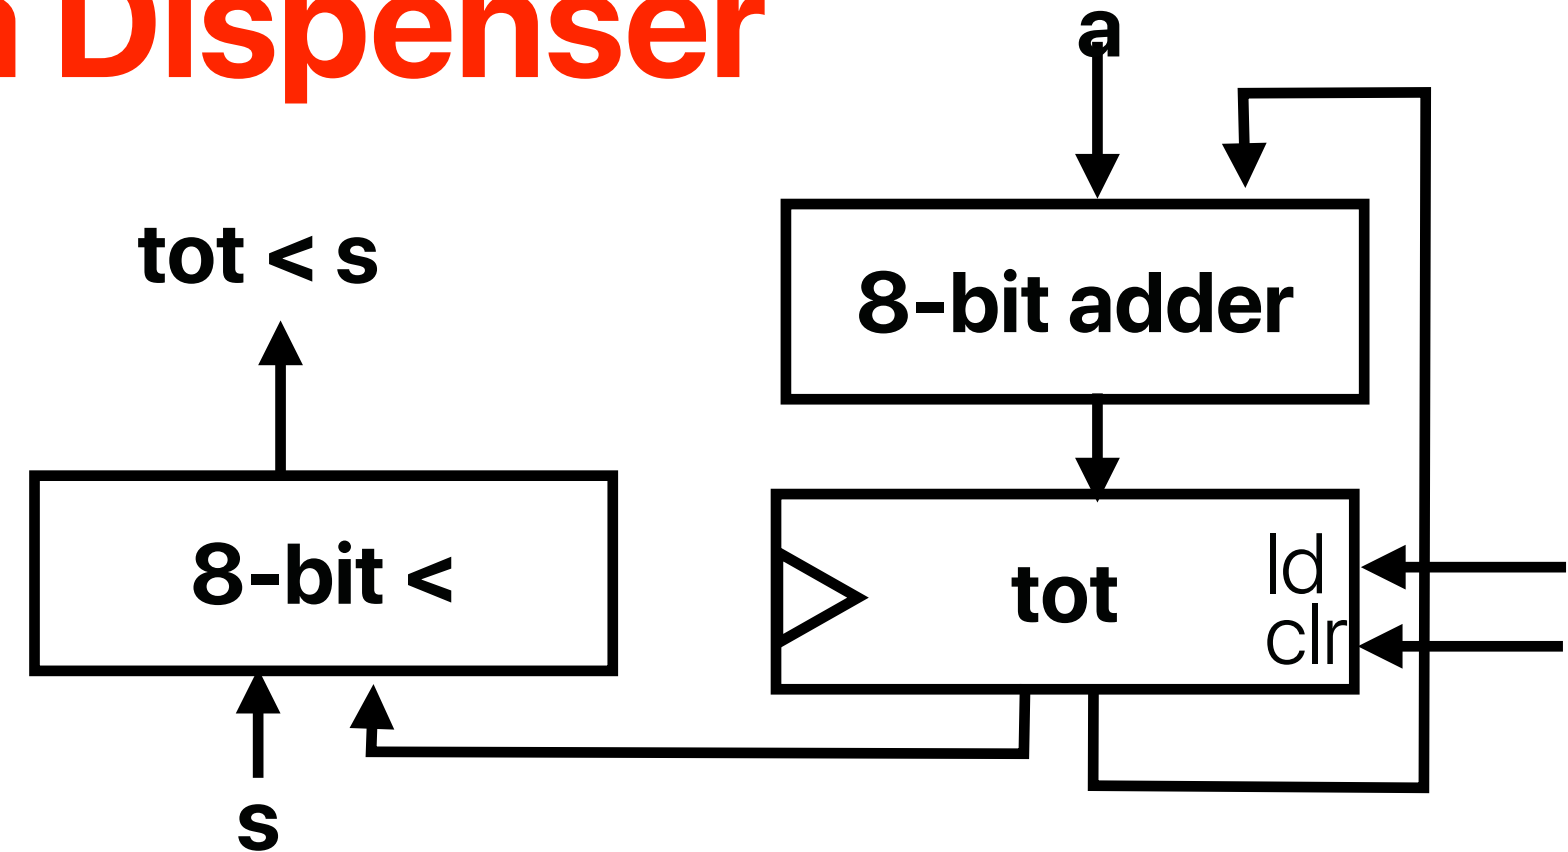 Dispenser
a
tot < s
8-bit adder
8-bit <
tot
ld
clr
s